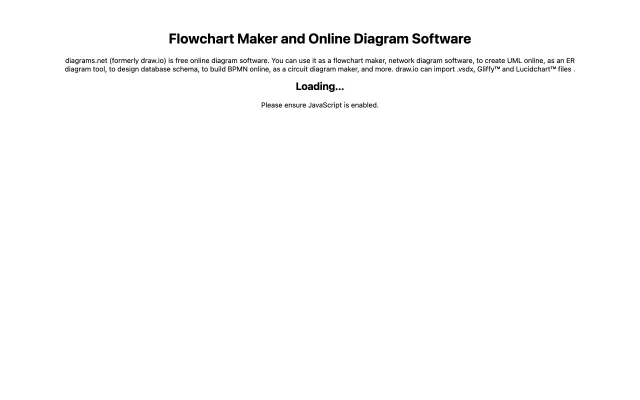 Flowchart Maker and Online Diagram Software
diagrams.net (formerly draw.io) is free online diagram software. You can use it as a flowchart maker, network diagram software, to create UML online, as an ER
diagram tool, to design database schema, to build BPMN online, as a circuit diagram maker, and more. draw.io can import .vsdx, Gliffy™ and Lucidchart™ files .
Loading...
Please ensure JavaScript is enabled.